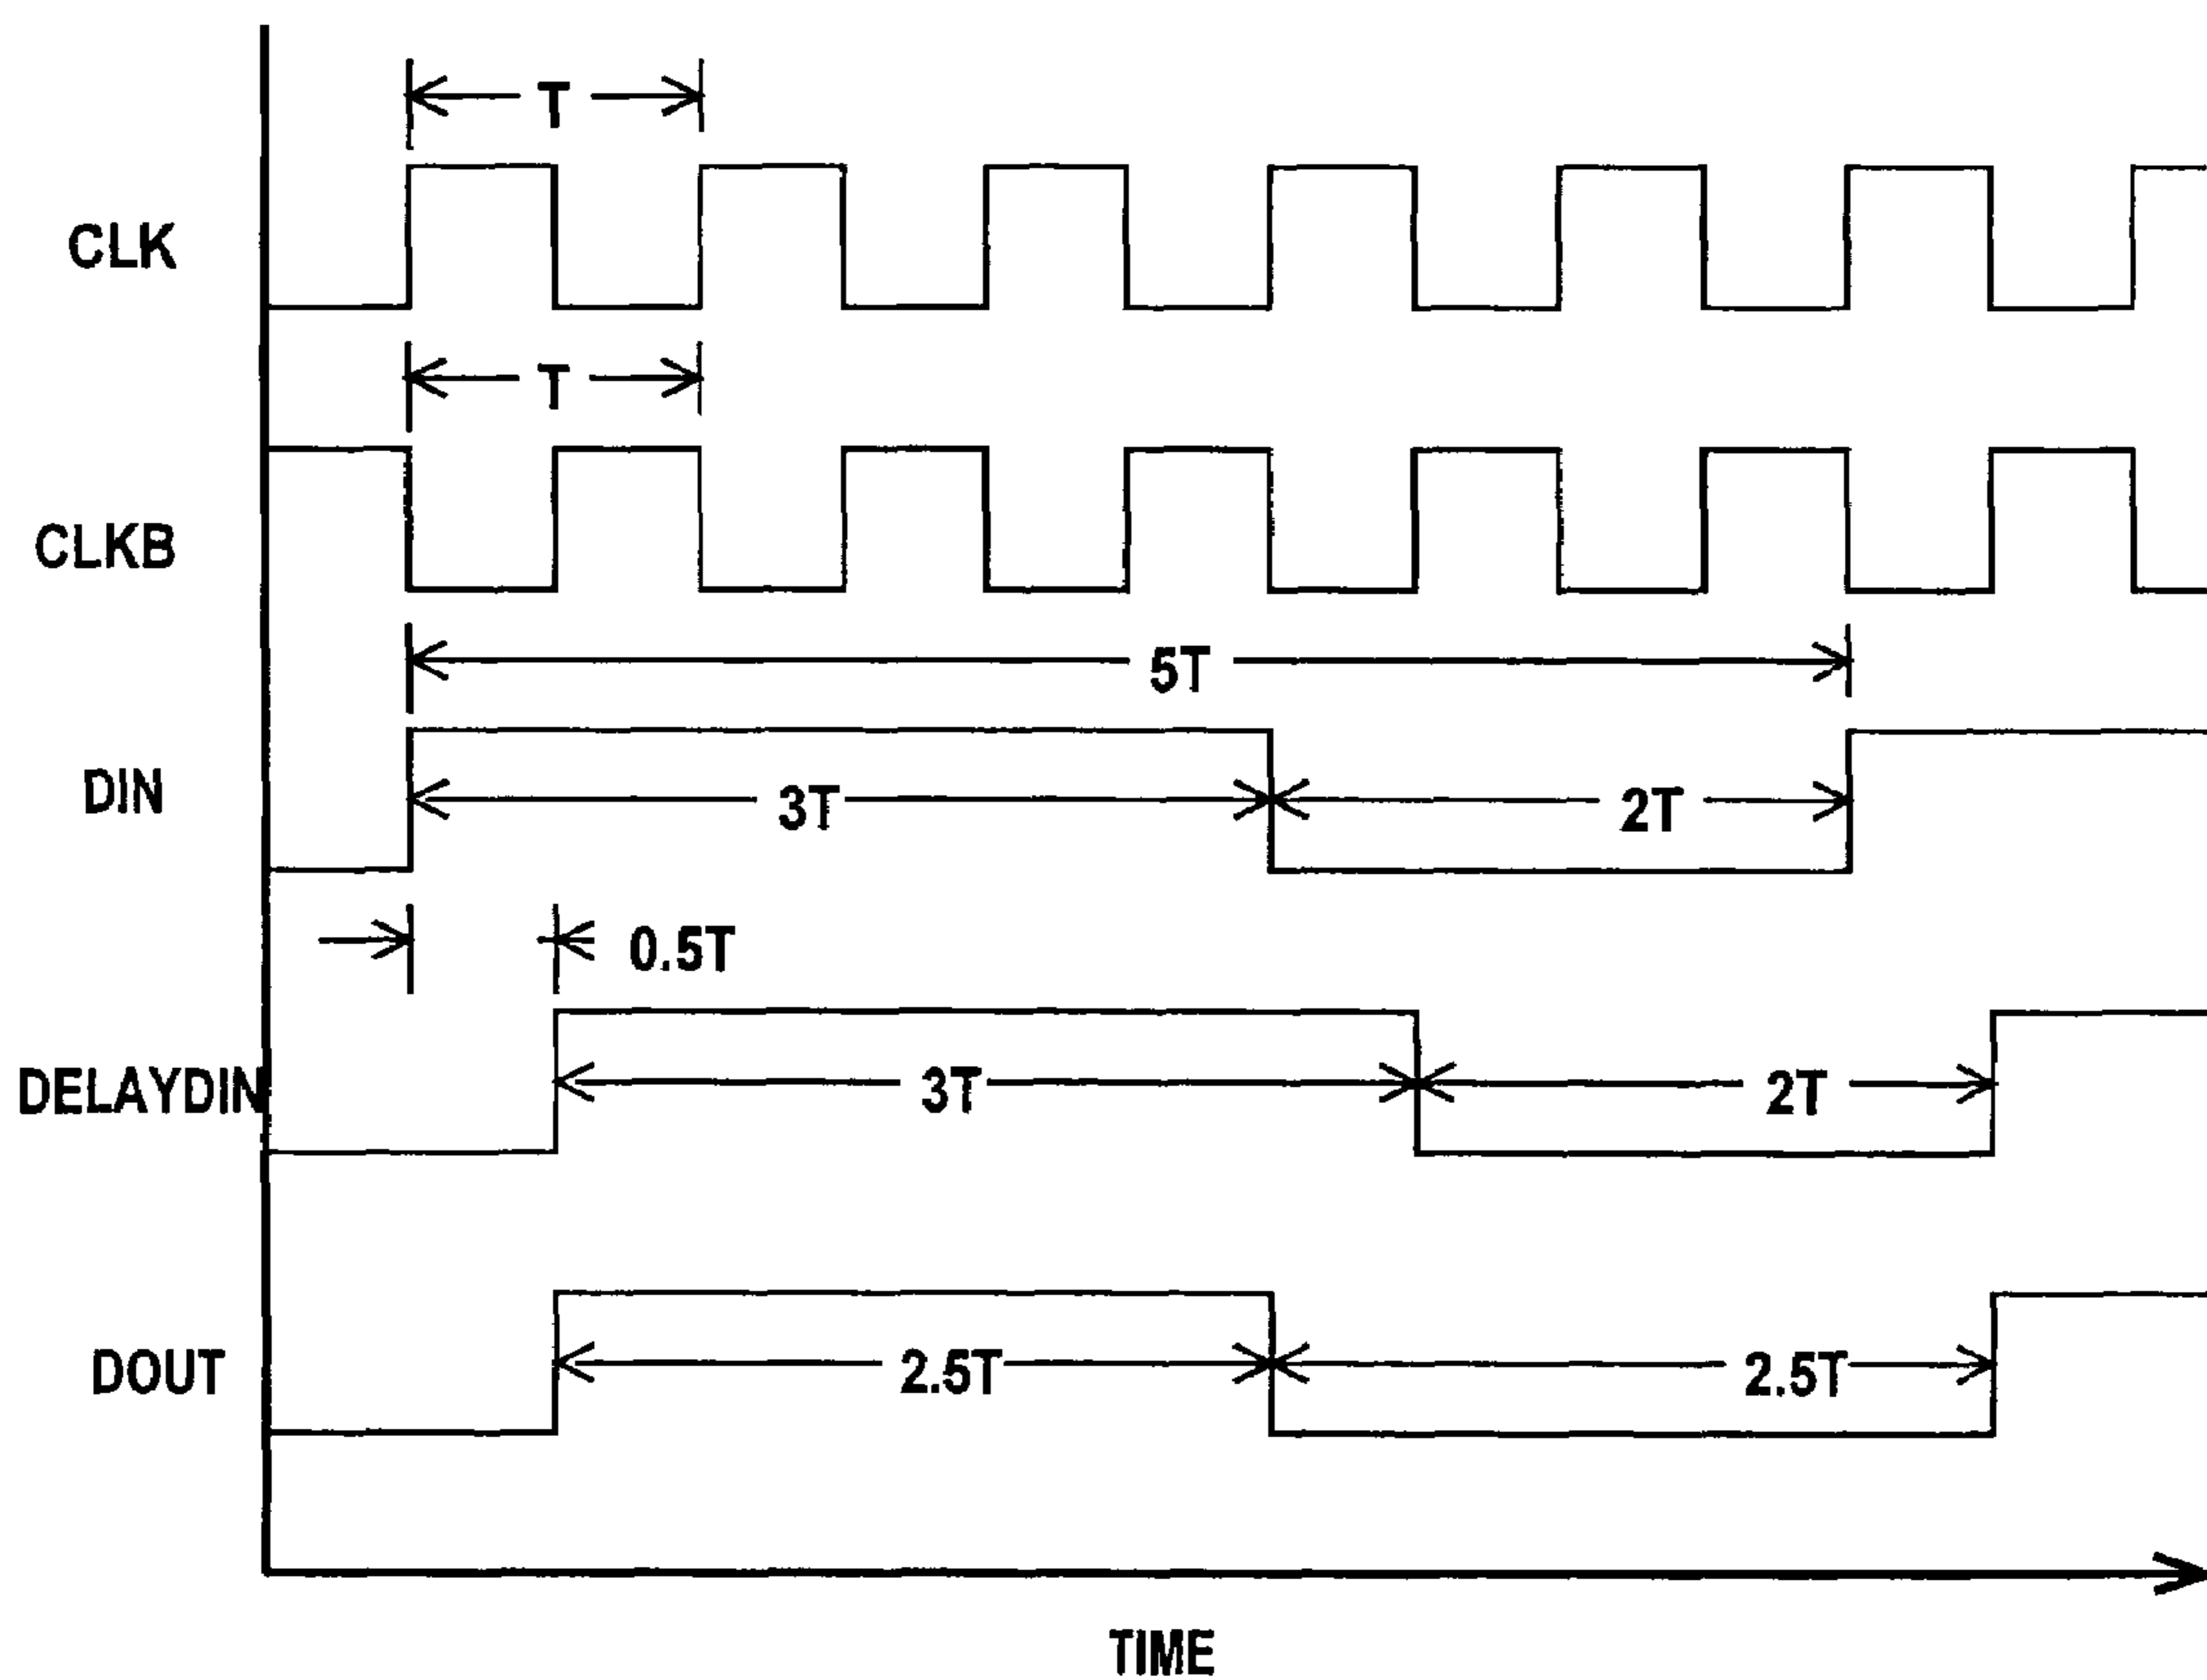 T
CLK
T
CLKB
5T
DIN
3T 2T
0.5T
DELAYDIN
3T 2T
DOUT
2.5T 2.5T
TIME